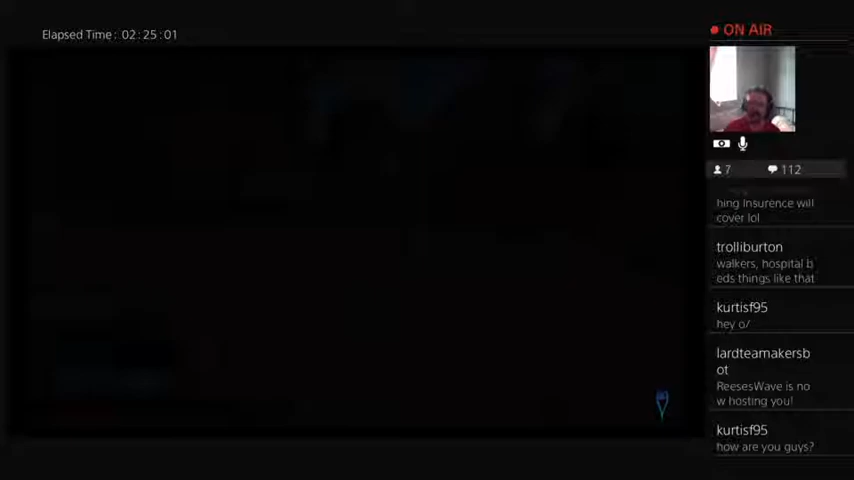 Elapsed Time: 02:25:01
ON AIR
7
112
hing Insurence will
cover lol
trolliburton
walkers, hospital b
eds things like that
kurtisf95
hey o/
lardteamakersb
ot
ReesesWave is no
w hosting you!
kurtisf95
how are you guys?